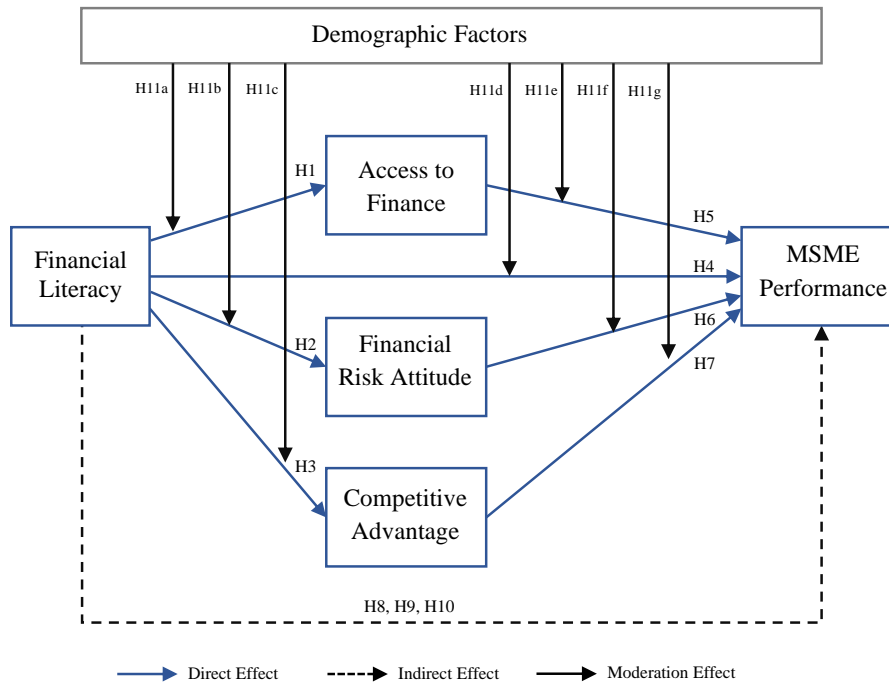 Demographic Factors
H11a
H11b
H11c
H11d
H11e
H11f
H11g
H1
Access to
Finance
H5
Financial
Literacy
H4
MSME
Performance
H2
Financial
Risk Attitude
H6
H7
H3
Competitive
Advantage
H8, H9, H10
Direct Effect
Indirect Effect
Moderation Effect